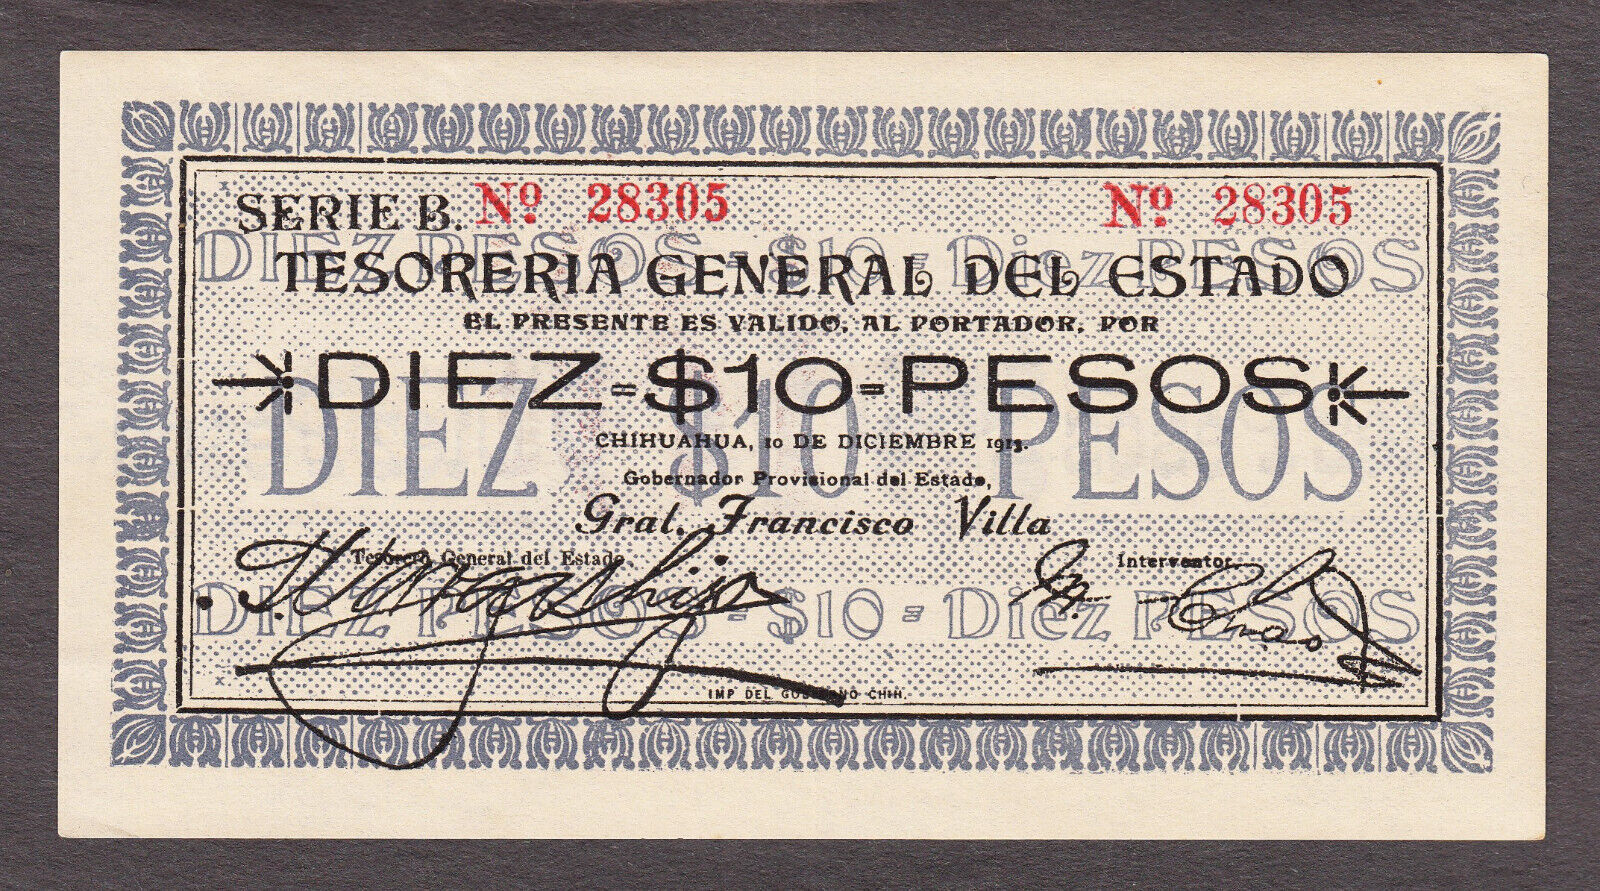 SERIE B. Nº 28305 Nº 28305
DIEZ PESOS - $10 = Diez PESOS
TESORERIA GENERAL DEL ESTADO
EL PRESENTE ES VALIDO, AL PORTADOR, POR
DIEZ = $10 = PESOS
DIEZ $10 PESOS
CHIHUAHUA, 10 DE DICIEMBRE 1913.
Gobernador Provisional del Estado,
Gral. Francisco Villa
Tesorero General del Estado, Interventor,
DIEZ PESOS - $10 = Diez PESOS
IMP DEL GOBIERNO CHIH.